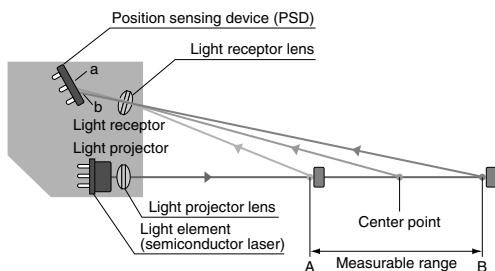 Position sensing device (PSD)
a
Light receptor lens
b
Light receptor
Light projector
Light projector lens
Center point
Light element
(semiconductor laser)
A
Measurable range
B